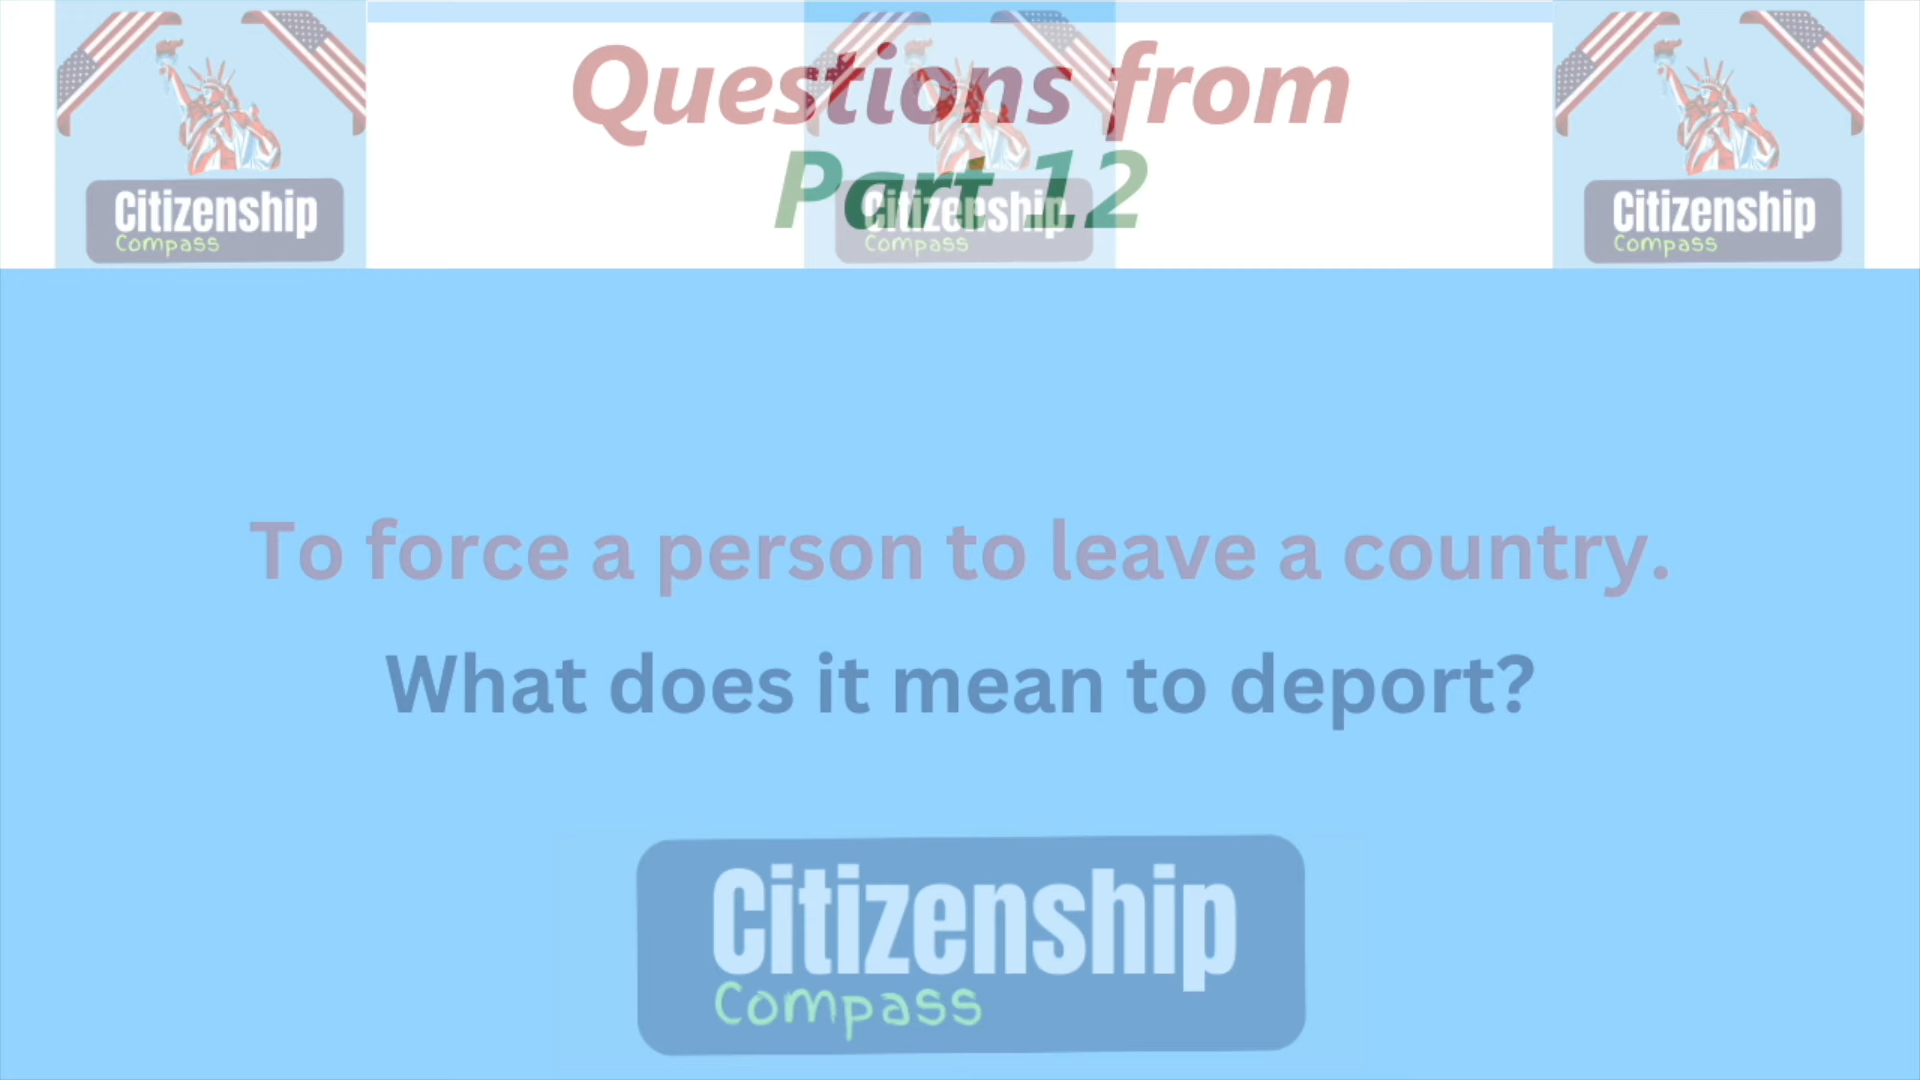 Questions from
Part 12
Citizenship
Compass
Citizenship
Compass
Citizenship
Compass
To force a person to leave a country.
What does it mean to deport?
Citizenship
Compass